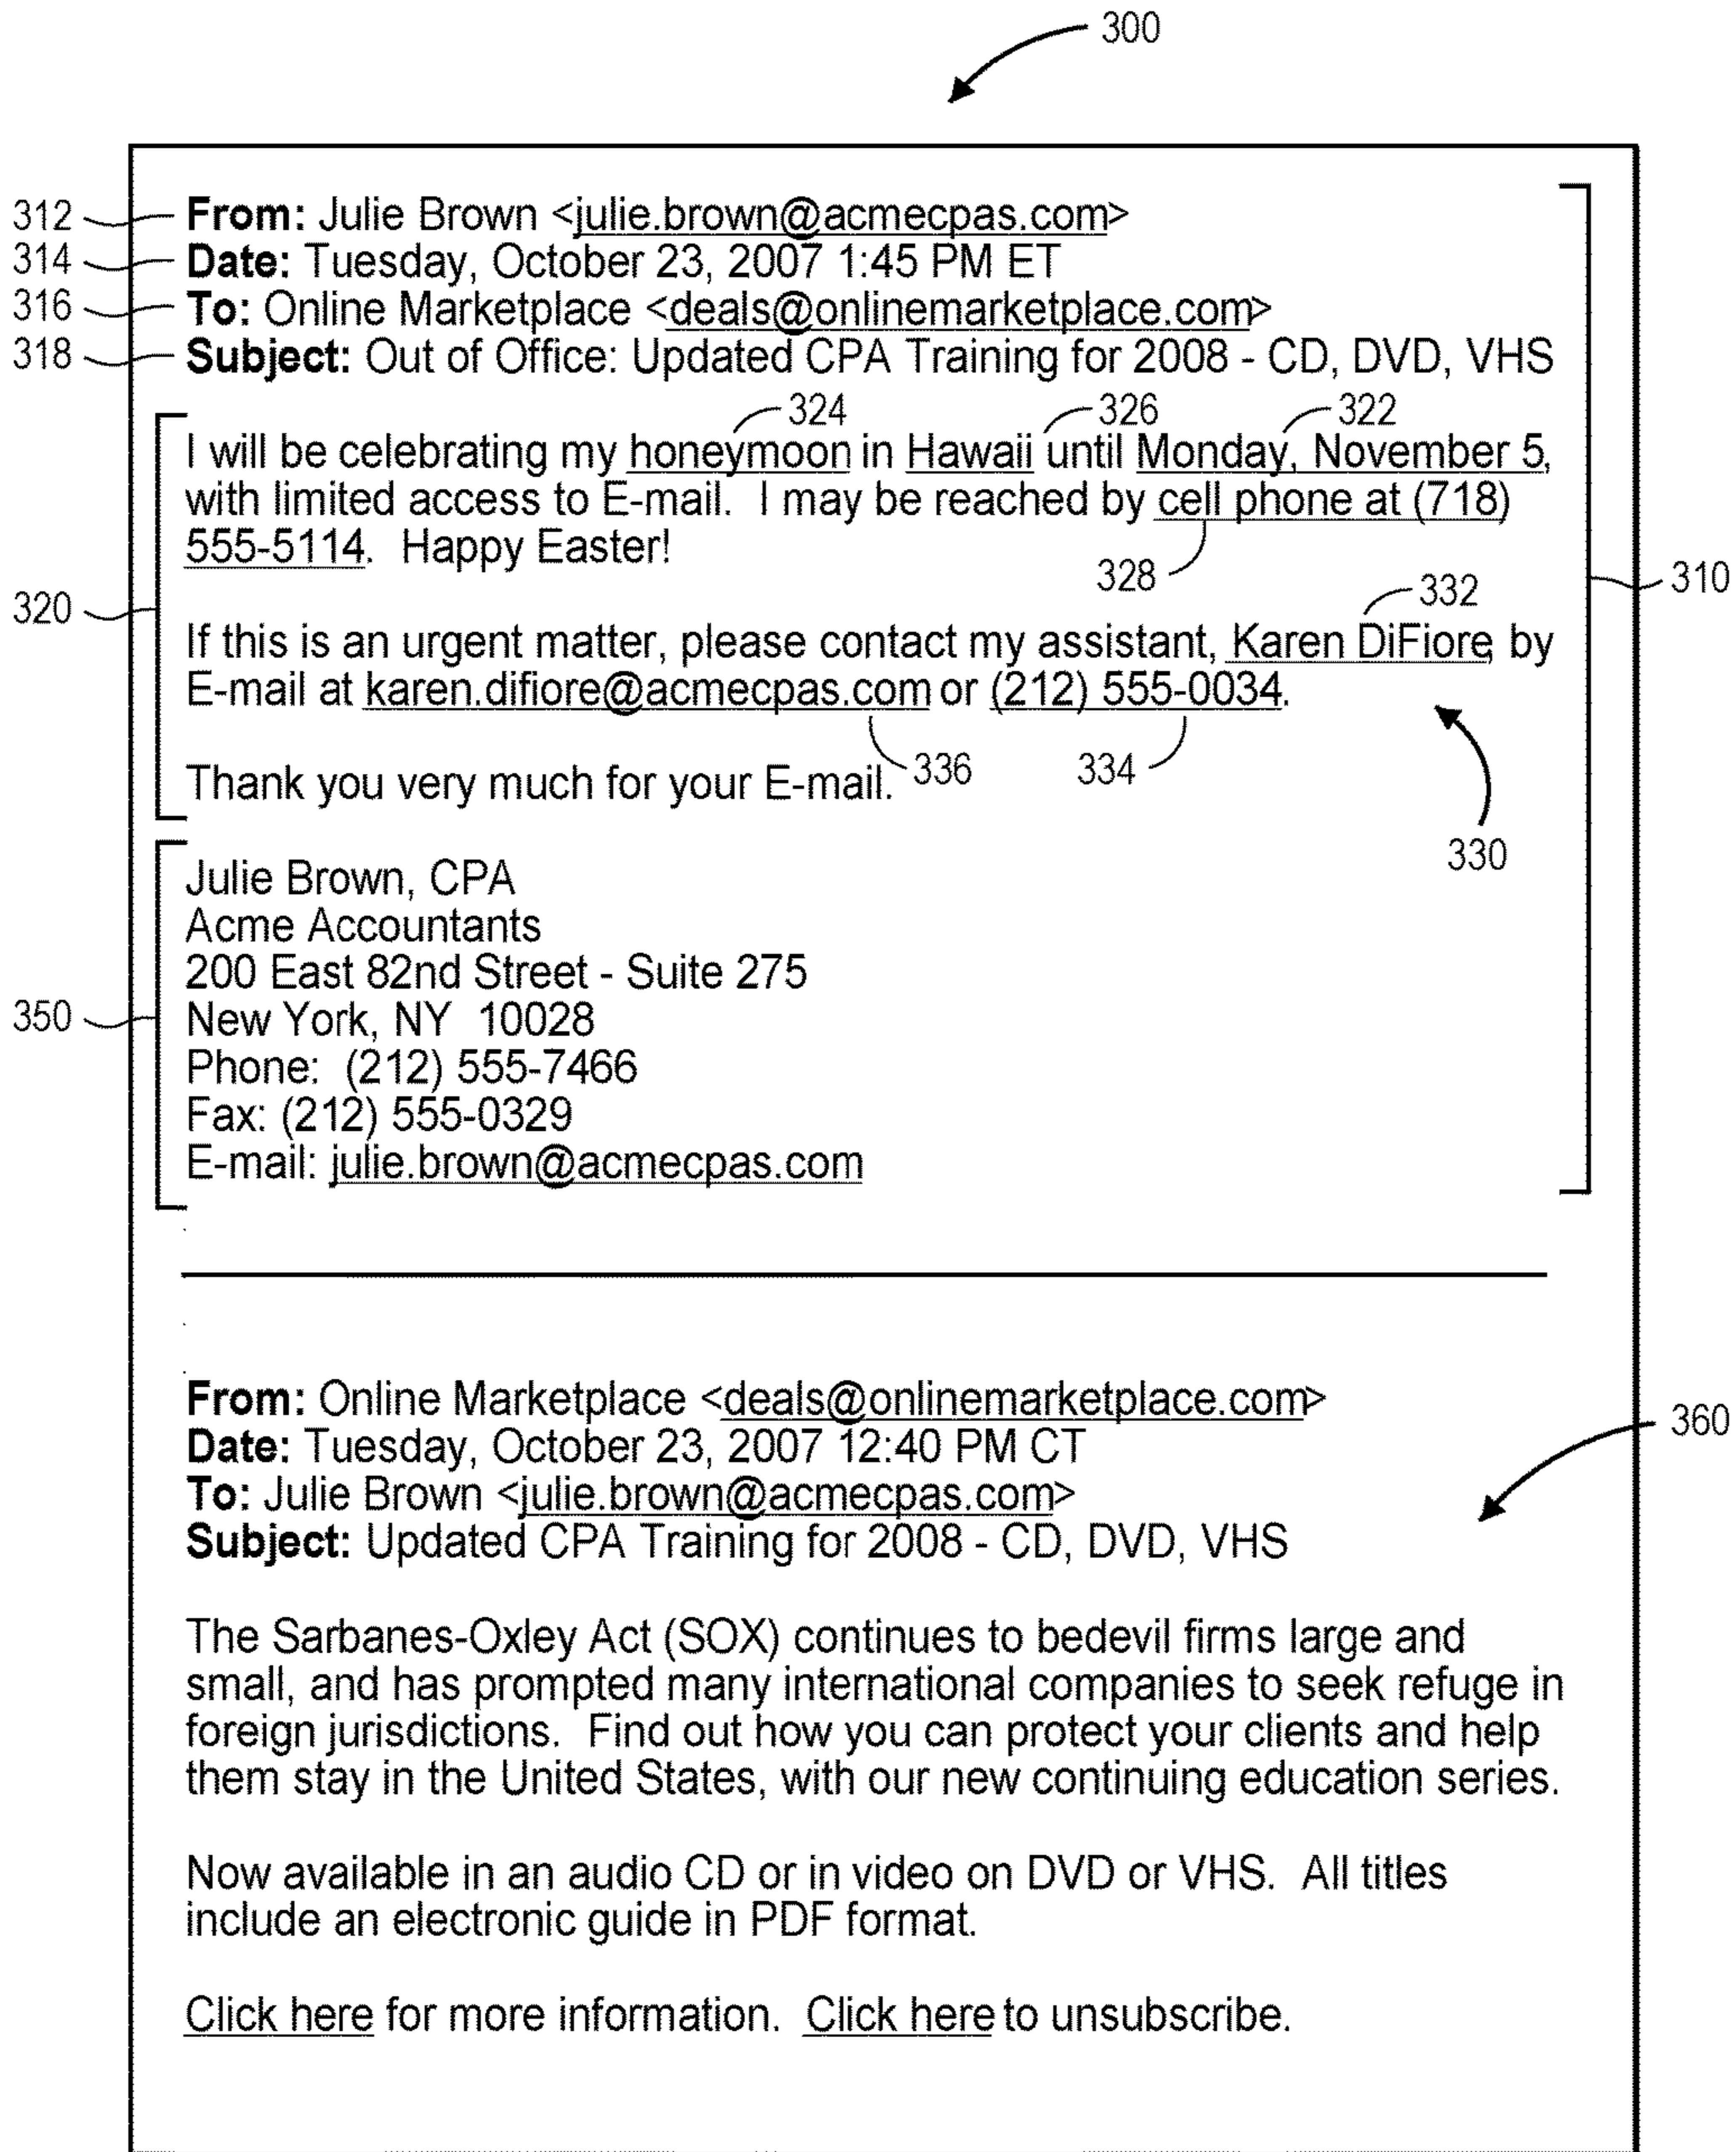 300
312 From: Julie Brown <julie.brown@acmecpas.com>
314 Date: Tuesday, October 23, 2007 1:45 PM ET
316 To: Online Marketplace <deals@onlinemarketplace.com>
318 Subject: Out of Office: Updated CPA Training for 2008 - CD, DVD, VHS
324 326 322
I will be celebrating my honeymoon in Hawaii until Monday, November 5,
with limited access to E-mail. I may be reached by cell phone at (718)
555-5114. Happy Easter!
328 332 310
320
If this is an urgent matter, please contact my assistant, Karen DiFiore, by
E-mail at karen.difiore@acmecpas.com or (212) 555-0034.
336 334
Thank you very much for your E-mail.
330
Julie Brown, CPA
Acme Accountants
200 East 82nd Street - Suite 275
350 New York, NY 10028
Phone: (212) 555-7466
Fax: (212) 555-0329
E-mail: julie.brown@acmecpas.com
From: Online Marketplace <deals@onlinemarketplace.com>
360
Date: Tuesday, October 23, 2007 12:40 PM CT
To: Julie Brown <julie.brown@acmecpas.com>
Subject: Updated CPA Training for 2008 - CD, DVD, VHS
The Sarbanes-Oxley Act (SOX) continues to bedevil firms large and
small, and has prompted many international companies to seek refuge in
foreign jurisdictions. Find out how you can protect your clients and help
them stay in the United States, with our new continuing education series.
Now available in an audio CD or in video on DVD or VHS. All titles
include an electronic guide in PDF format.
Click here for more information. Click here to unsubscribe.